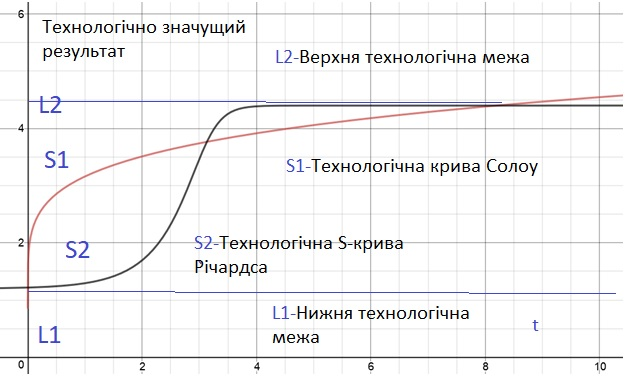 6
Технологічно значущий
результат
L2-Верхня технологічна межа
L2
4
S1
S1-Технологічна крива Солоу
S2-Технологічна S-крива
Річардса
2
S2
L1-Нижня технологічна
межа
t
L1
0 2 4 6 8 10